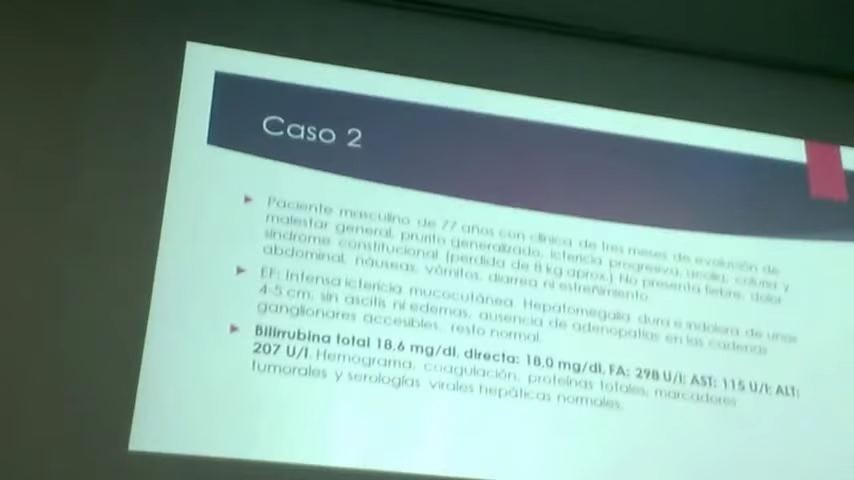 Caso 2
Paciente masculino de 77 años con clínica de tres meses de evolución de
malestar general, prurito generalizado, ictericia progresiva, acolia, coluria y
síndrome constitucional (perdida de 8 kg aprox.) No presenta fiebre, dolor
abdominal, náuseas, vómitos, diarrea ni estreñimiento.
EF: Intensa ictericia mucocutánea. Hepatomegalia dura e indolora de unos
4-5 cm, sin ascitis ni edemas, ausencia de adenopatías en las cadenas
ganglionares accesibles, resto normal.
Bilirrubina total 18,6 mg/dl, directa: 18,0 mg/dl, FA: 298 U/l; AST: 115 U/l; ALT:
207 U/l. Hemograma, coagulación, proteínas totales, marcadores
tumorales y serologías virales hepáticas normales.